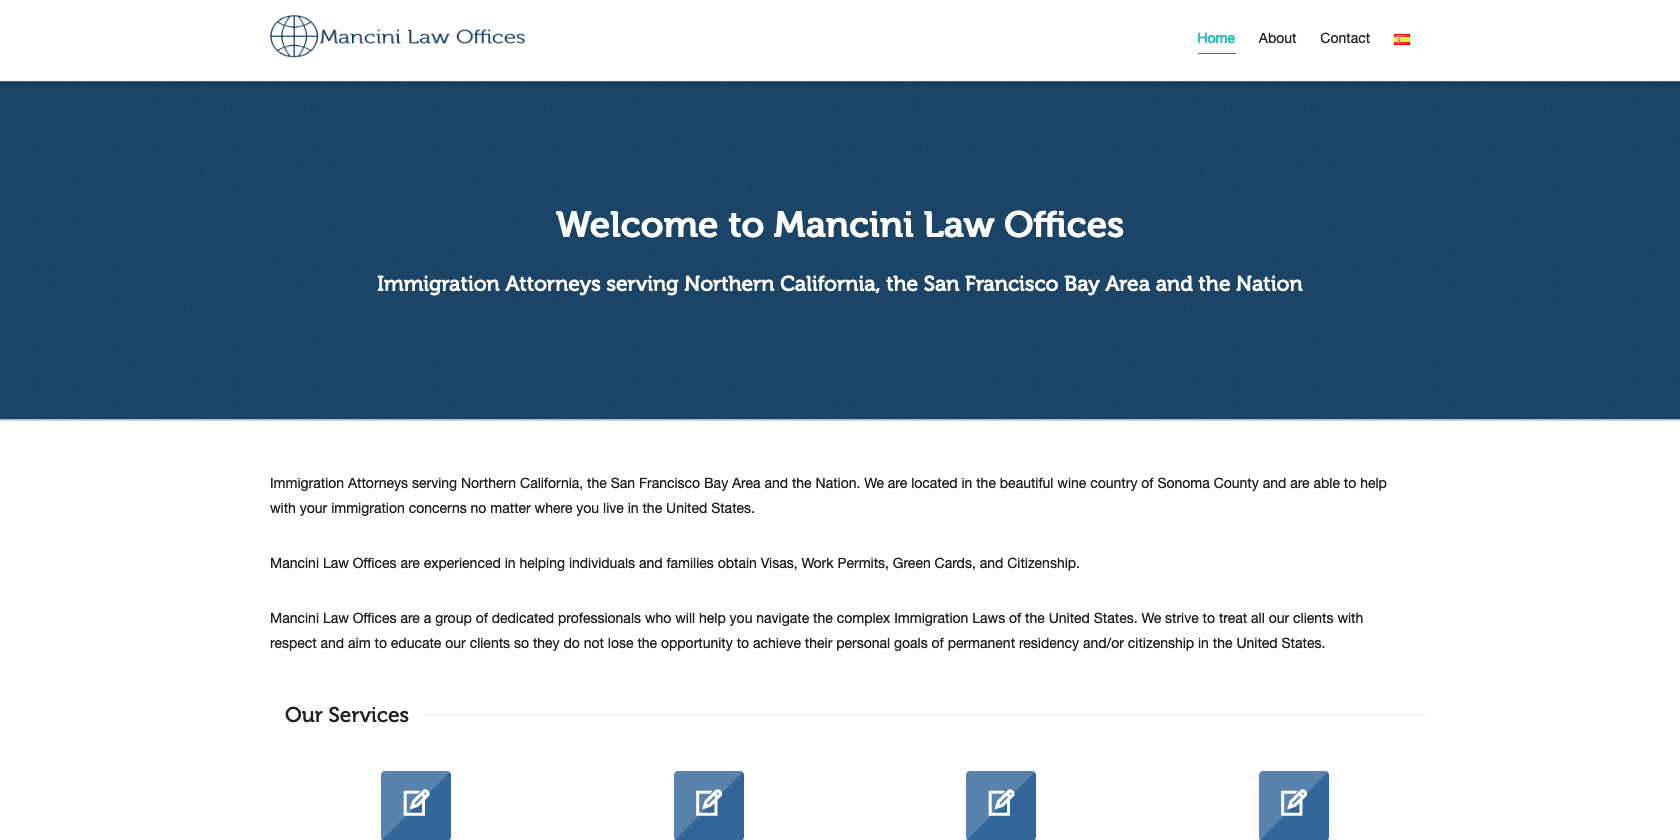 Mancini Law Offices
Home About Contact
Welcome to Mancini Law Offices
Immigration Attorneys serving Northern California, the San Francisco Bay Area and the Nation
Immigration Attorneys serving Northern California, the San Francisco Bay Area and the Nation. We are located in the beautiful wine country of Sonoma County and are able to help
with your immigration concerns no matter where you live in the United States.
Mancini Law Offices are experienced in helping individuals and families obtain Visas, Work Permits, Green Cards, and Citizenship.
Mancini Law Offices are a group of dedicated professionals who will help you navigate the complex Immigration Laws of the United States. We strive to treat all our clients with
respect and aim to educate our clients so they do not lose the opportunity to achieve their personal goals of permanent residency and/or citizenship in the United States.
Our Services